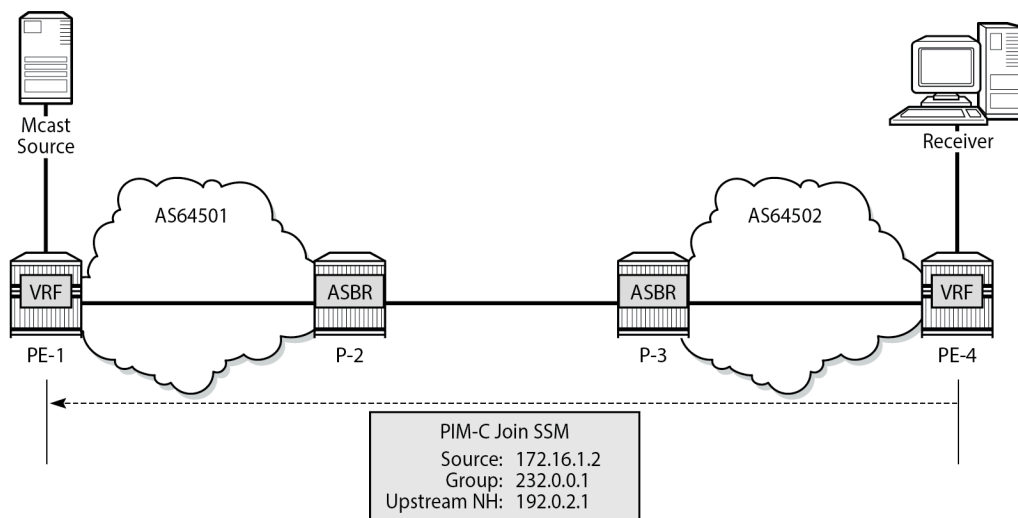 Mcast
Source
Receiver
AS64501
AS64502
VRF
ASBR
ASBR
VRF
PE-1
P-2
P-3
PE-4
PIM-C Join SSM
Source: 172.16.1.2
Group: 232.0.0.1
Upstream NH: 192.0.2.1